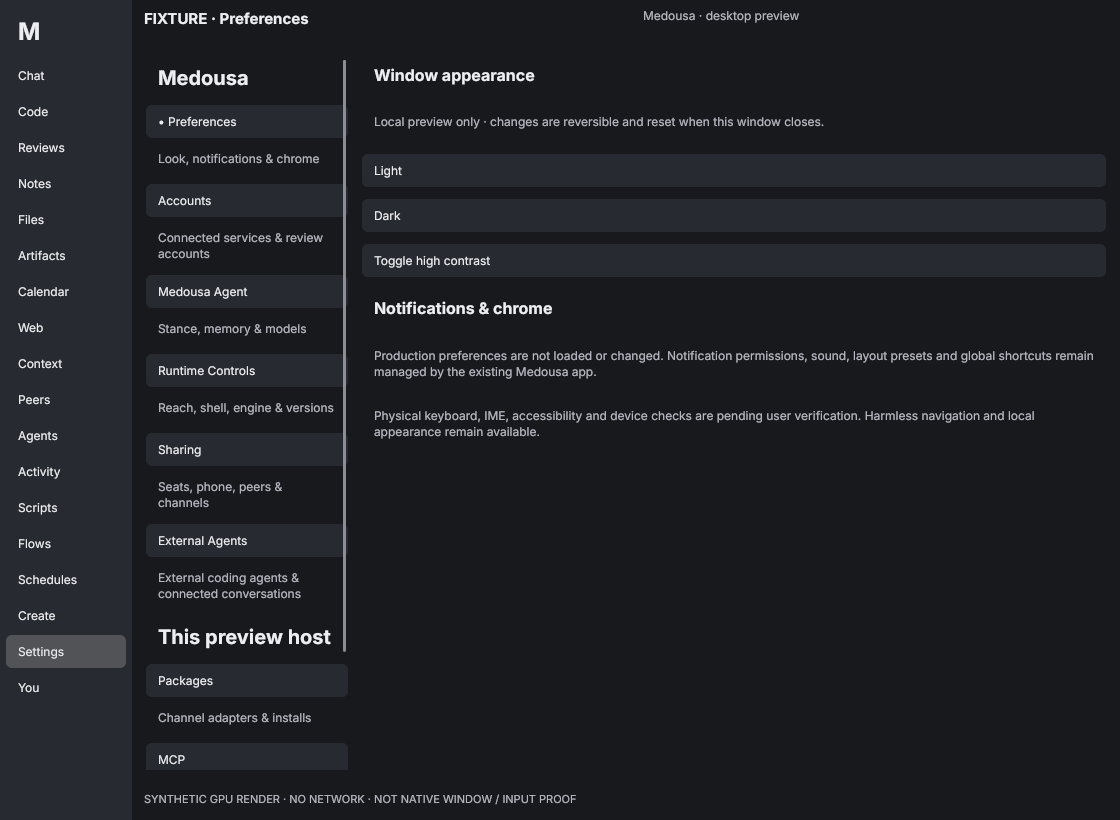 M
Chat
Code
Reviews
Notes
Files
Artifacts
Calendar
Web
Context
Peers
Agents
Activity
Scripts
Flows
Schedules
Create
Settings
You
FIXTURE · Preferences
Medousa · desktop preview
Medousa
• Preferences
Look, notifications & chrome
Accounts
Connected services & review
accounts
Medousa Agent
Stance, memory & models
Runtime Controls
Reach, shell, engine & versions
Sharing
Seats, phone, peers &
channels
External Agents
External coding agents &
connected conversations
This preview host
Packages
Channel adapters & installs
MCP
Window appearance
Local preview only · changes are reversible and reset when this window closes.
Light
Dark
Toggle high contrast
Notifications & chrome
Production preferences are not loaded or changed. Notification permissions, sound, layout presets and global shortcuts remain
managed by the existing Medousa app.
Physical keyboard, IME, accessibility and device checks are pending user verification. Harmless navigation and local
appearance remain available.
SYNTHETIC GPU RENDER · NO NETWORK · NOT NATIVE WINDOW / INPUT PROOF